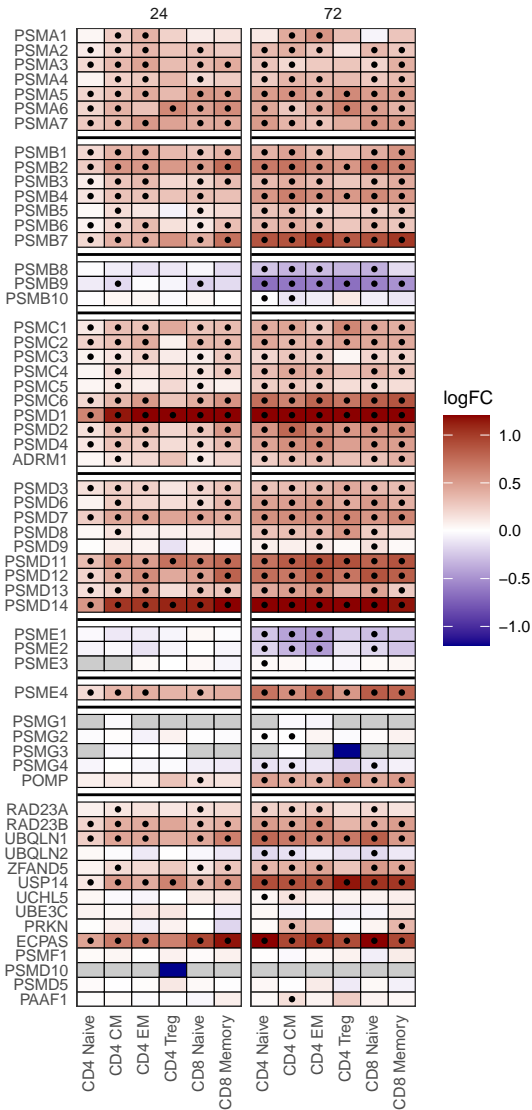 24 72
PSMA1
PSMA2
PSMA3
PSMA4
PSMA5
PSMA6
PSMA7
PSMB1
PSMB2
PSMB3
PSMB4
PSMB5
PSMB6
PSMB7
PSMB8
PSMB9
PSMB10
PSMC1
PSMC2
PSMC3
PSMC4
PSMC5
PSMC6
PSMD1
PSMD2
PSMD4
ADRM1
PSMD3
PSMD6
PSMD7
PSMD8
PSMD9
PSMD11
PSMD12
PSMD13
PSMD14
PSME1
PSME2
PSME3
PSME4
PSMG1
PSMG2
PSMG3
PSMG4
POMP
RAD23A
RAD23B
UBQLN1
UBQLN2
ZFAND5
USP14
UCHL5
UBE3C
PRKN
ECPAS
PSMF1
PSMD10
PSMD5
PAAF1
CD4 Naive
CD4 CM
CD4 EM
CD4 Treg
CD8 Naive
CD8 Memory
CD4 Naive
CD4 CM
CD4 EM
CD4 Treg
CD8 Naive
CD8 Memory
logFC
1.0
0.5
0.0
−0.5
−1.0